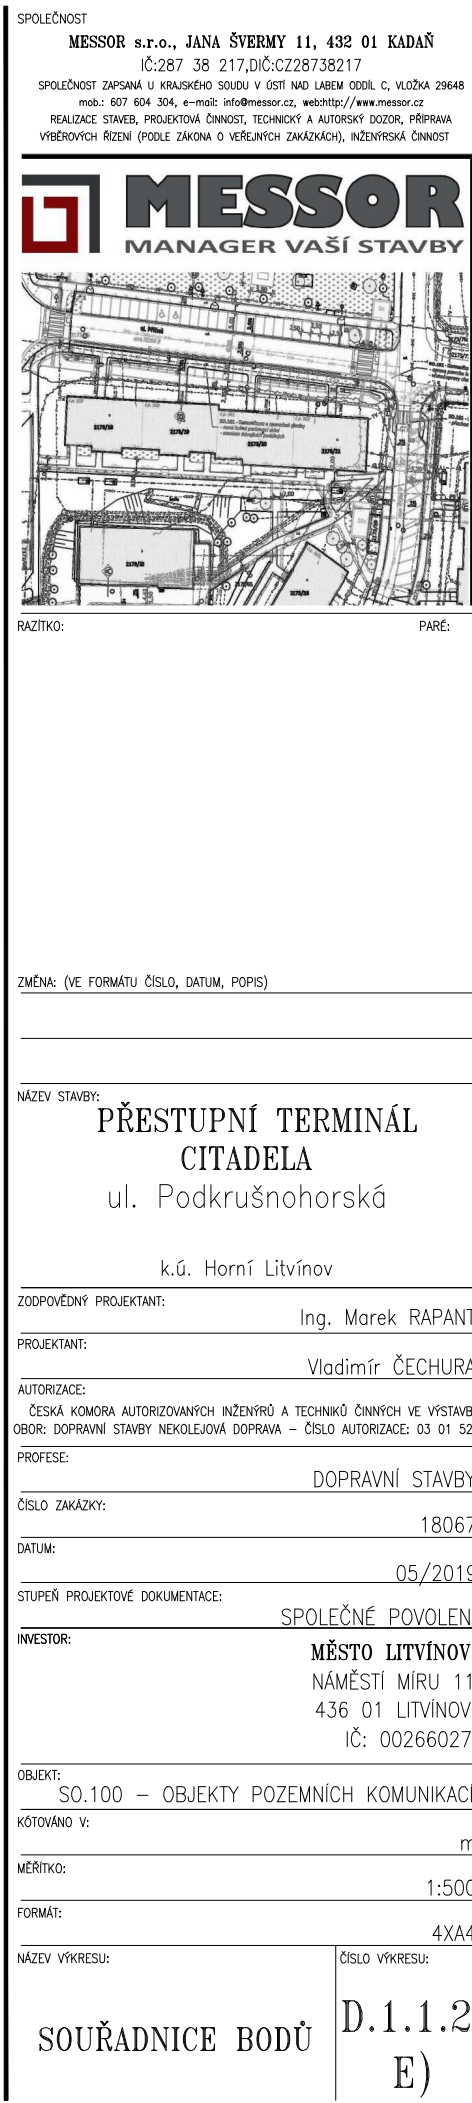 SPOLEČNOST
MESSOR s.r.o., JANA ŠVERMY 11, 432 01 KADAŇ
IČ:287 38 217,DIČ:CZ28738217
SPOLEČNOST ZAPSANÁ U KRAJSKÉHO SOUDU V ÚSTÍ NAD LABEM ODDÍL C, VLOŽKA 29648
mob.: 607 604 304, e-mail: info@messor.cz, web:http://www.messor.cz
REALIZACE STAVEB, PROJEKTOVÁ ČINNOST, TECHNICKÝ A AUTORSKÝ DOZOR, PŘÍPRAVA
VÝBĚROVÝCH ŘÍZENÍ (PODLE ZÁKONA O VEŘEJNÝCH ZAKÁZKÁCH), INŽENÝRSKÁ ČINNOST
MESSOR
MANAGER VAŠÍ STAVBY
RAZÍTKO: PARÉ:
ZMĚNA: (VE FORMÁTU ČÍSLO, DATUM, POPIS)
NÁZEV STAVBY:
PŘESTUPNÍ TERMINÁL
CITADELA
ul. Podkrušnohorská
k.ú. Horní Litvínov
ZODPOVĚDNÝ PROJEKTANT:
Ing. Marek RAPANT
PROJEKTANT:
Vladimír ČECHURA
AUTORIZACE:
ČESKÁ KOMORA AUTORIZOVANÝCH INŽENÝRŮ A TECHNIKŮ ČINNÝCH VE VÝSTAVB
OBOR: DOPRAVNÍ STAVBY NEKOLEJOVÁ DOPRAVA – ČÍSLO AUTORIZACE: 03 01 52
PROFESE:
DOPRAVNÍ STAVBY
ČÍSLO ZAKÁZKY:
18067
DATUM:
05/2019
STUPEŇ PROJEKTOVÉ DOKUMENTACE:
SPOLEČNÉ POVOLEN
INVESTOR:
MĚSTO LITVÍNOV
NÁMĚSTÍ MÍRU 11
436 01 LITVÍNOV
IČ: 00266027
OBJEKT:
SO.100 – OBJEKTY POZEMNÍCH KOMUNIKACÍ
KÓTOVÁNO V:
m
MĚŘÍTKO:
1:500
FORMÁT:
4XA4
NÁZEV VÝKRESU: ČÍSLO VÝKRESU:
SOUŘADNICE BODŮ
D.1.1.2
E)